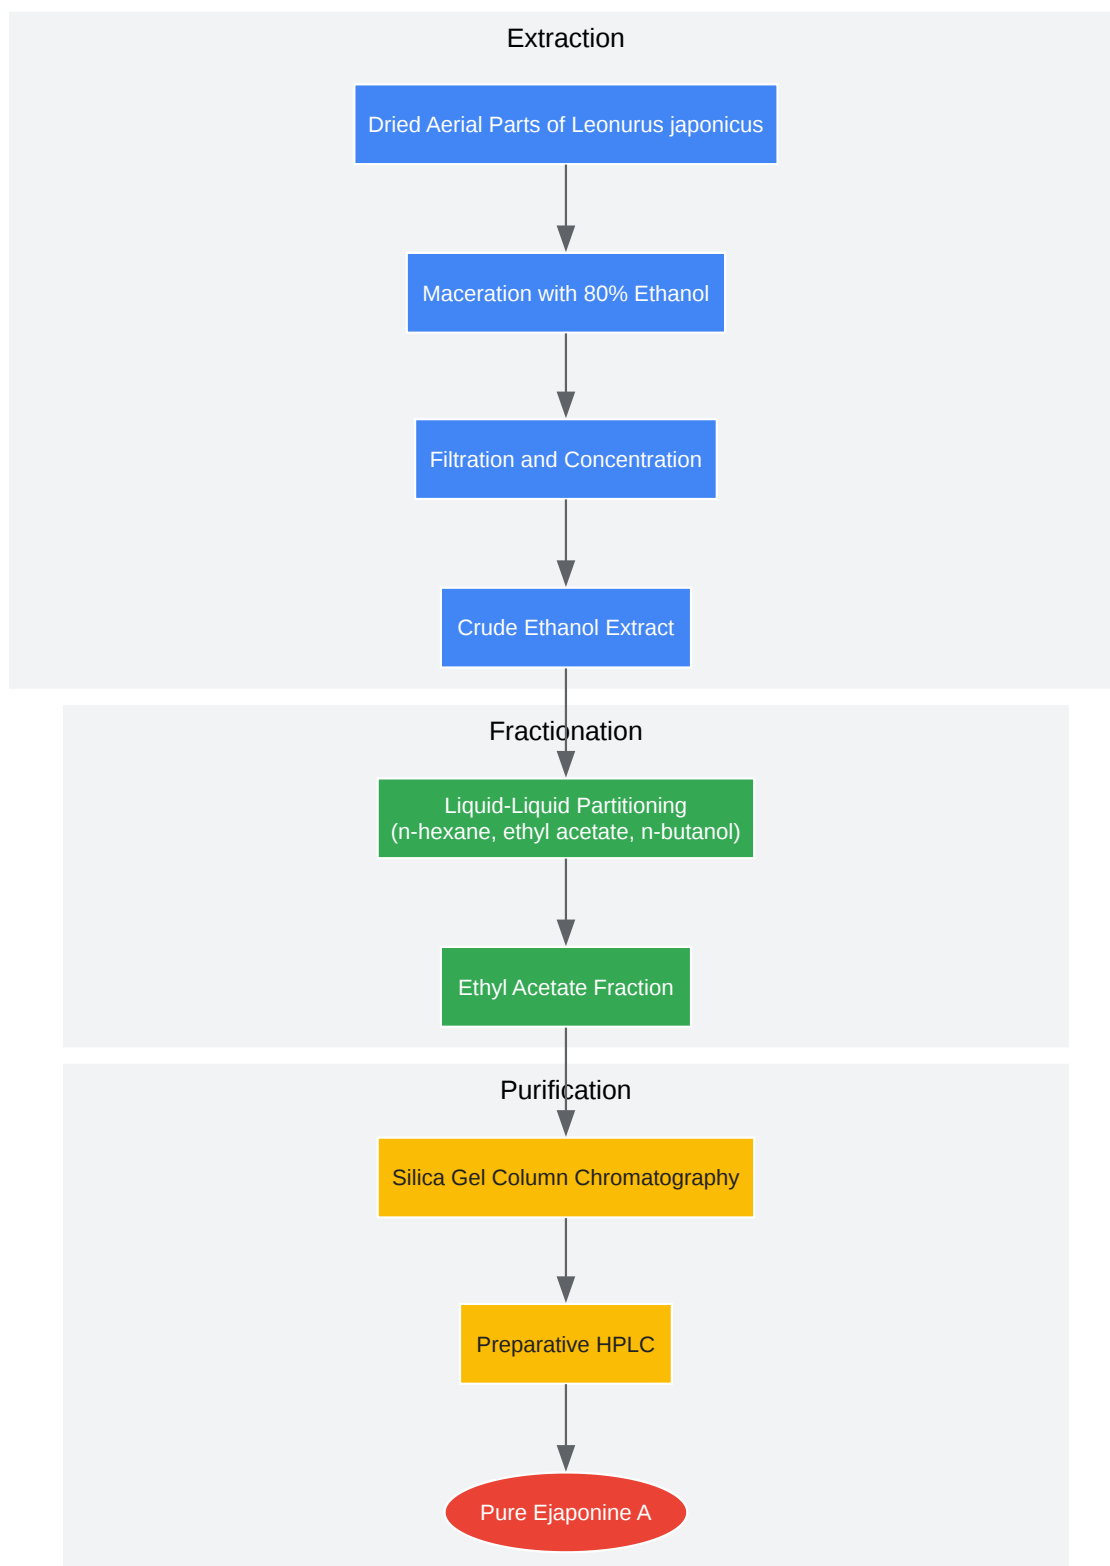 Extraction
Dried Aerial Parts of Leonurus japonicus
Maceration with 80% Ethanol
Filtration and Concentration
Crude Ethanol Extract
Fractionation
Liquid-Liquid Partitioning
(n-hexane, ethyl acetate, n-butanol)
Ethyl Acetate Fraction
Purification
Silica Gel Column Chromatography
Preparative HPLC
Pure Ejaponine A